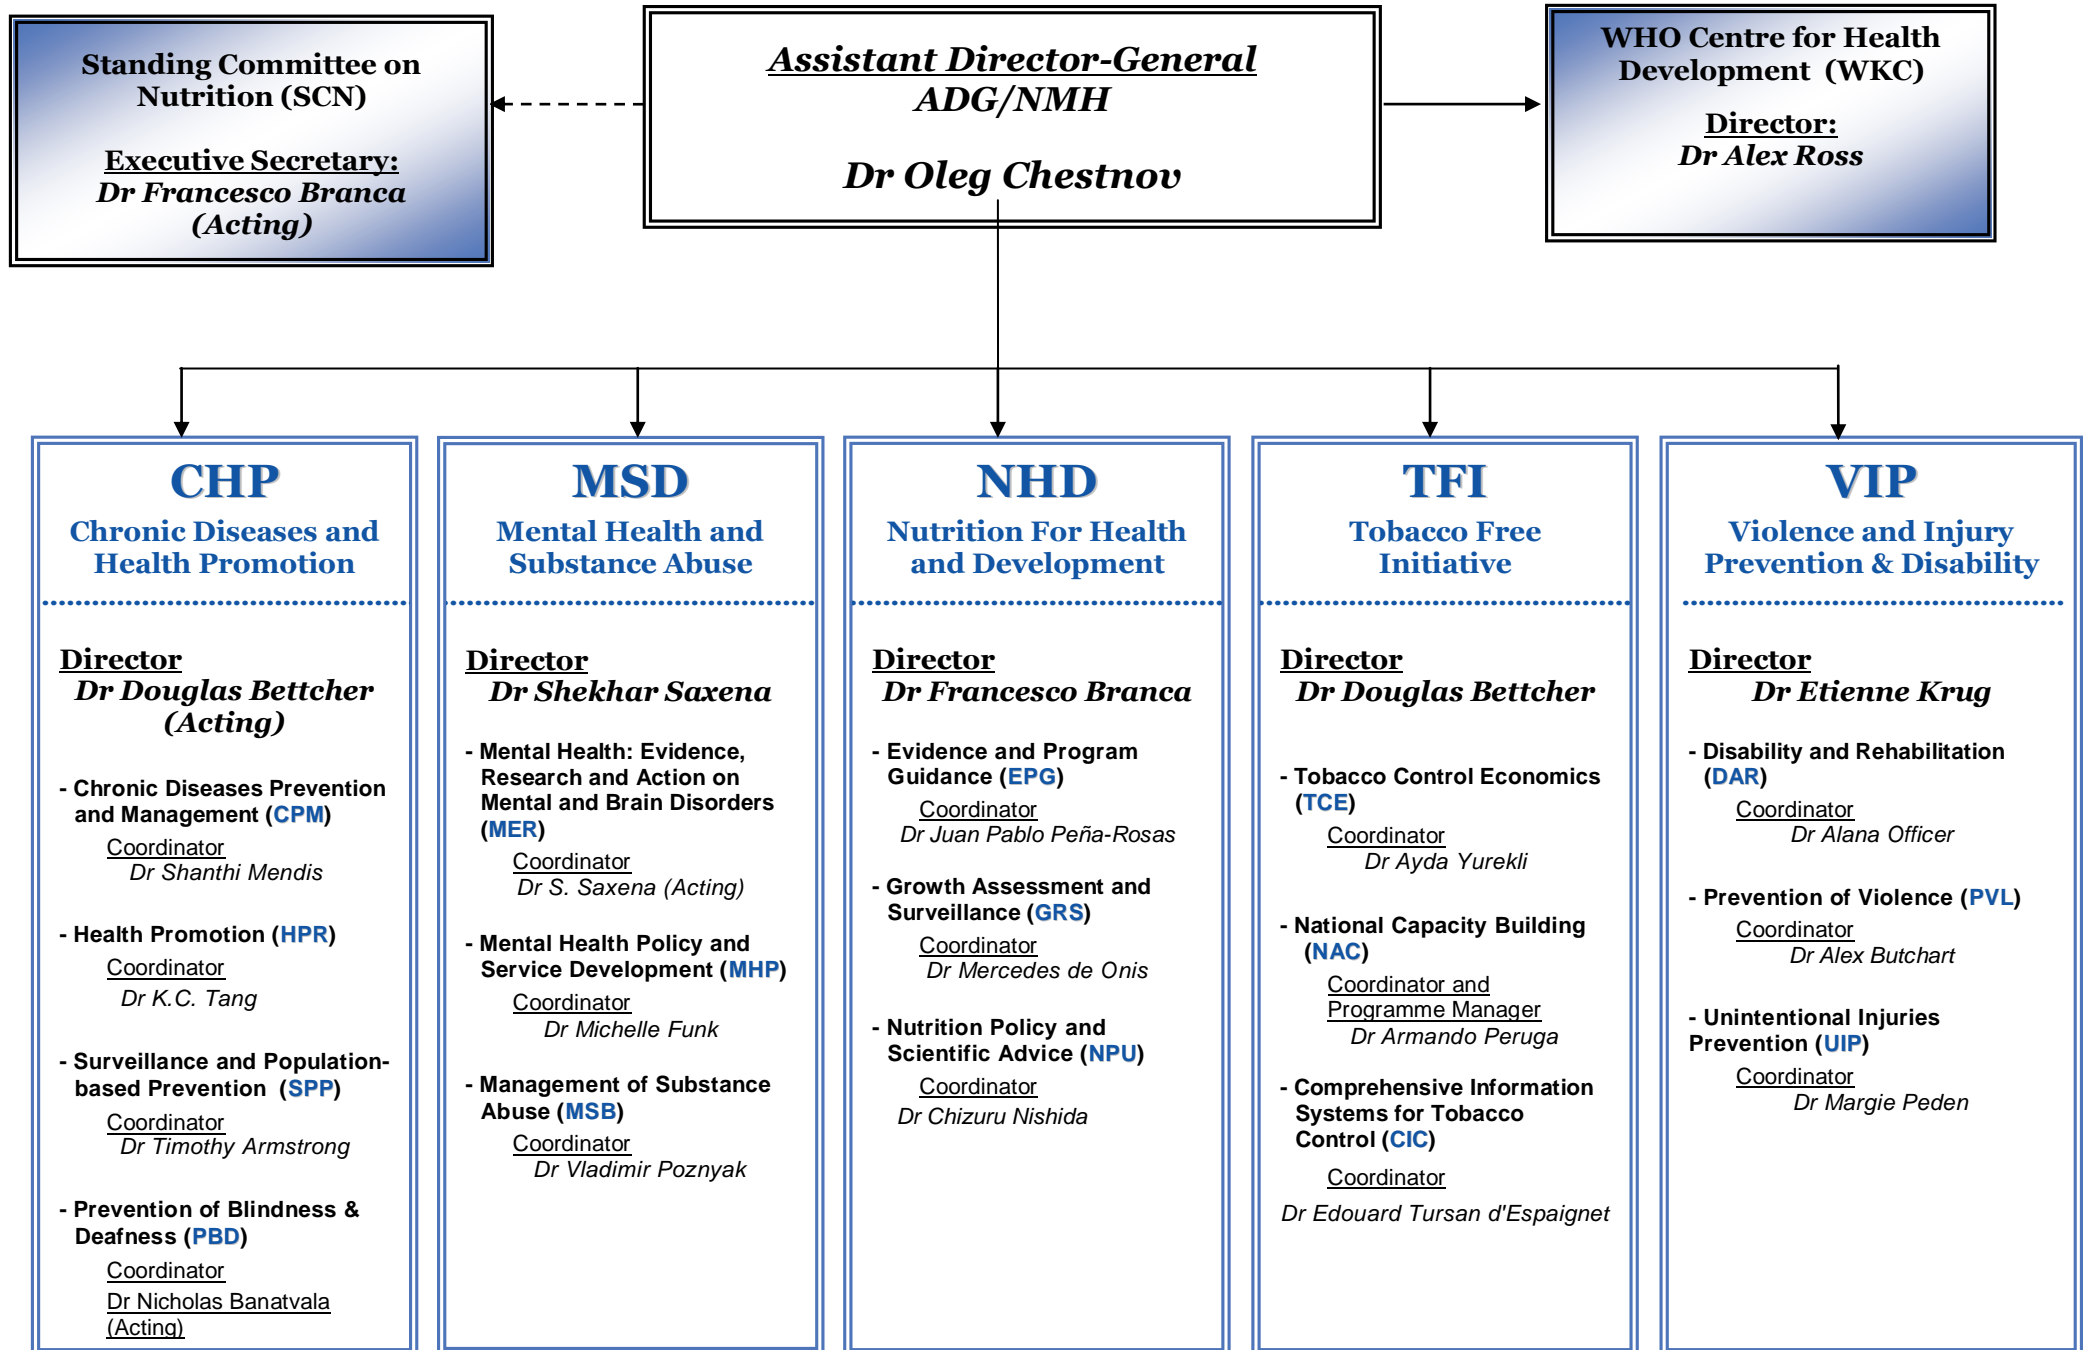 Standing Committee on
Nutrition (SCN)
Executive Secretary:
Dr Francesco Branca
(Acting)
Assistant Director-General
ADG/NMH
Dr Oleg Chestnov
WHO Centre for Health
Development (WKC)
Director:
Dr Alex Ross
CHP
Chronic Diseases and
Health Promotion
Director
Dr Douglas Bettcher
(Acting)
- Chronic Diseases Prevention
and Management (CPM)
Coordinator
Dr Shanthi Mendis
- Health Promotion (HPR)
Coordinator
Dr K.C. Tang
- Surveillance and Population-
based Prevention (SPP)
Coordinator
Dr Timothy Armstrong
- Prevention of Blindness &
Deafness (PBD)
Coordinator
Dr Nicholas Banatvala
(Acting)
MSD
Mental Health and
Substance Abuse
Director
Dr Shekhar Saxena
- Mental Health: Evidence,
Research and Action on
Mental and Brain Disorders
(MER)
Coordinator
Dr S. Saxena (Acting)
- Mental Health Policy and
Service Development (MHP)
Coordinator
Dr Michelle Funk
- Management of Substance
Abuse (MSB)
Coordinator
Dr Vladimir Poznyak
NHD
Nutrition For Health
and Development
Director
Dr Francesco Branca
- Evidence and Program
Guidance (EPG)
Coordinator
Dr Juan Pablo Peña-Rosas
- Growth Assessment and
Surveillance (GRS)
Coordinator
Dr Mercedes de Onis
- Nutrition Policy and
Scientific Advice (NPU)
Coordinator
Dr Chizuru Nishida
TFI
Tobacco Free
Initiative
Director
Dr Douglas Bettcher
- Tobacco Control Economics
(TCE)
Coordinator
Dr Ayda Yurekli
- National Capacity Building
(NAC)
Coordinator and
Programme Manager
Dr Armando Peruga
- Comprehensive Information
Systems for Tobacco
Control (CIC)
Coordinator
Dr Edouard Tursan d'Espaignet
VIP
Violence and Injury
Prevention & Disability
Director
Dr Etienne Krug
- Disability and Rehabilitation
(DAR)
Coordinator
Dr Alana Officer
- Prevention of Violence (PVL)
Coordinator
Dr Alex Butchart
- Unintentional Injuries
Prevention (UIP)
Coordinator
Dr Margie Peden